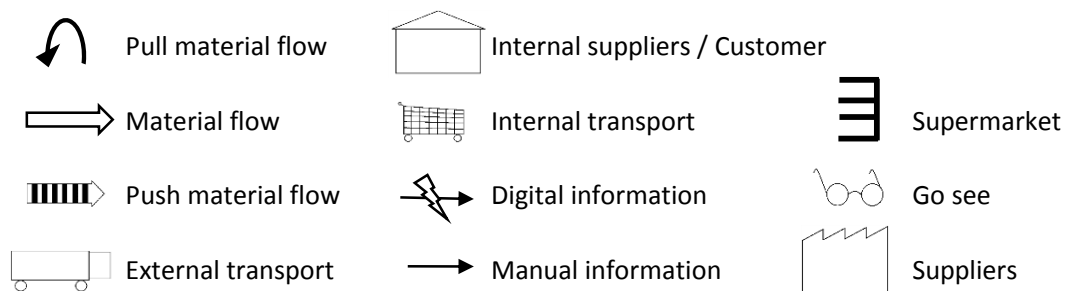 Pull material flow
Internal suppliers / Customer
Material flow
Internal transport
Supermarket
Push material flow
Digital information
Go see
External transport
Manual information
Suppliers